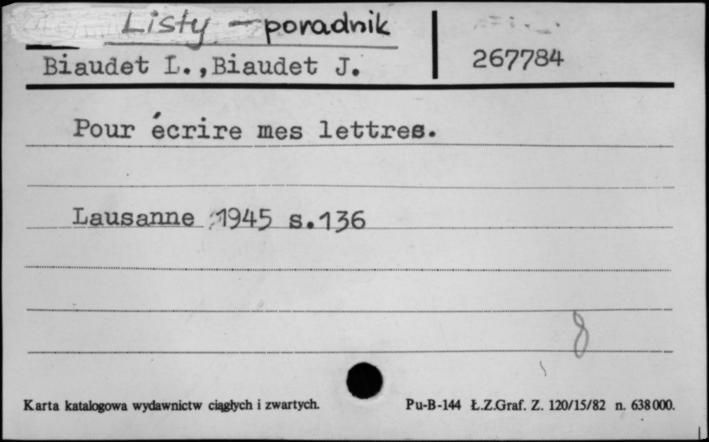 Listy - poradnik
Biaudet L.,Biaudet J.
267784
Pour écrire mes lettres.
Lausanne 1945 s.136
8
Karta katalogowa wydawnictw ciągłych i zwartych.
Pu-B-144 Ł.Z.Graf. Z. 120/15/82 n. 638000.